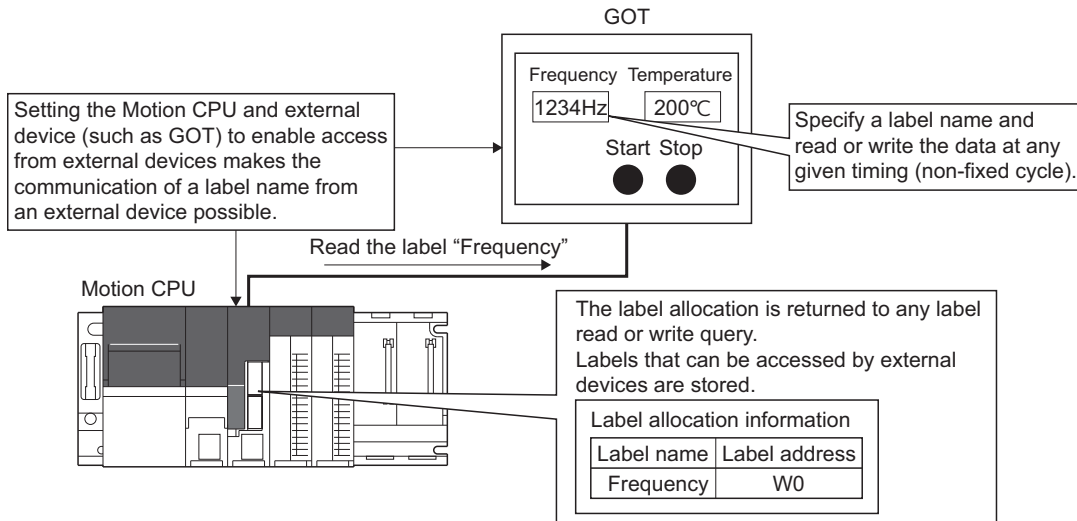 GOT
Frequency Temperature
1234Hz 200℃
Start Stop
Setting the Motion CPU and external
device (such as GOT) to enable access
from external devices makes the
communication of a label name from
an external device possible.
Specify a label name and
read or write the data at any
given timing (non-fixed cycle).
Read the label “Frequency”
Motion CPU
The label allocation is returned to any label
read or write query.
Labels that can be accessed by external
devices are stored.
Label allocation information
Label name Label address
Frequency W0